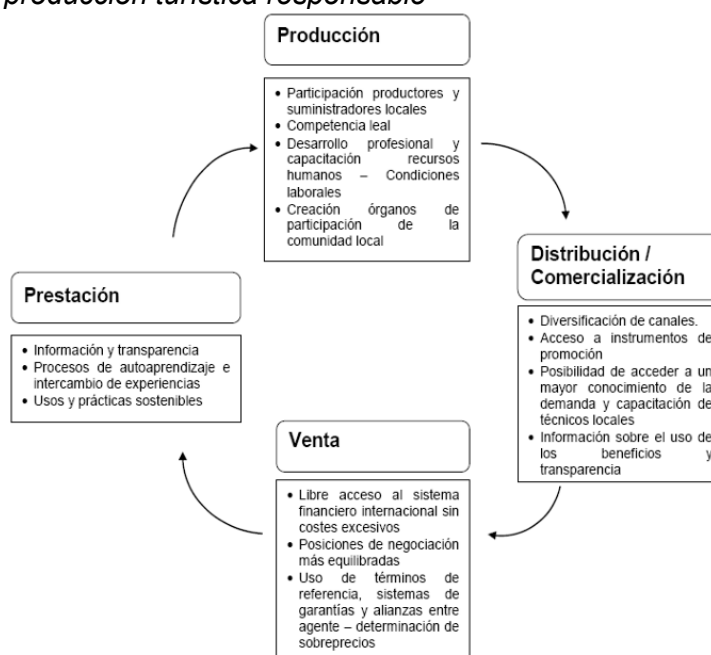 producción turística responsable
Producción
• Participación productores y
suministradores locales
• Competencia leal
• Desarrollo profesional y
capacitación recursos
humanos – Condiciones
laborales
• Creación órganos de
participación de la
comunidad local
Distribución /
Comercialización
• Diversificación de canales.
• Acceso a instrumentos de
promoción
• Posibilidad de acceder a un
mayor conocimiento de la
demanda y capacitación de
técnicos locales
• Información sobre el uso de
los beneficios y
transparencia
Venta
• Libre acceso al sistema
financiero internacional sin
costes excesivos
• Posiciones de negociación
más equilibradas
• Uso de términos de
referencia, sistemas de
garantías y alianzas entre
agente – determinación de
sobreprecios
Prestación
• Información y transparencia
• Procesos de autoaprendizaje e
intercambio de experiencias
• Usos y prácticas sostenibles